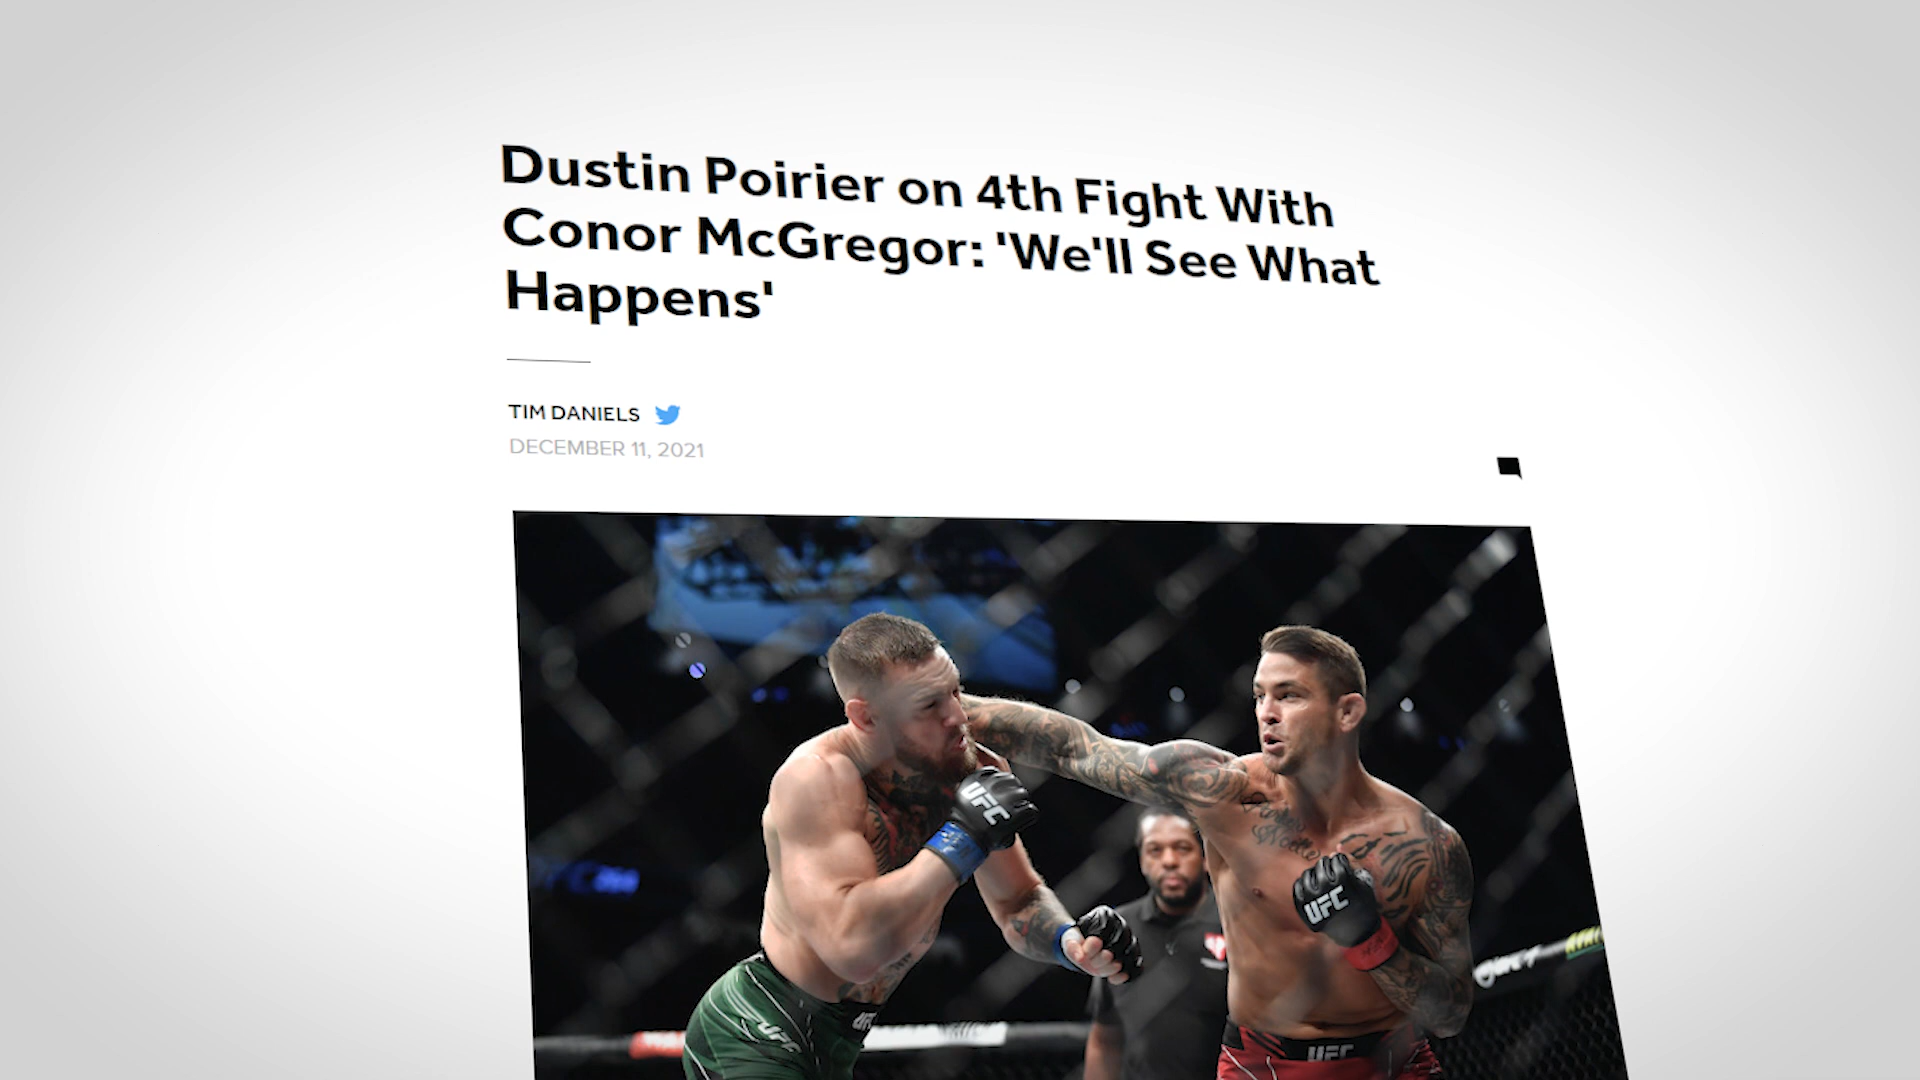 Dustin Poirier on 4th Fight With
Conor McGregor: 'We'll See What
Happens'
TIM DANIELS
DECEMBER 11, 2021
UFC
UFC
UFC
UFC